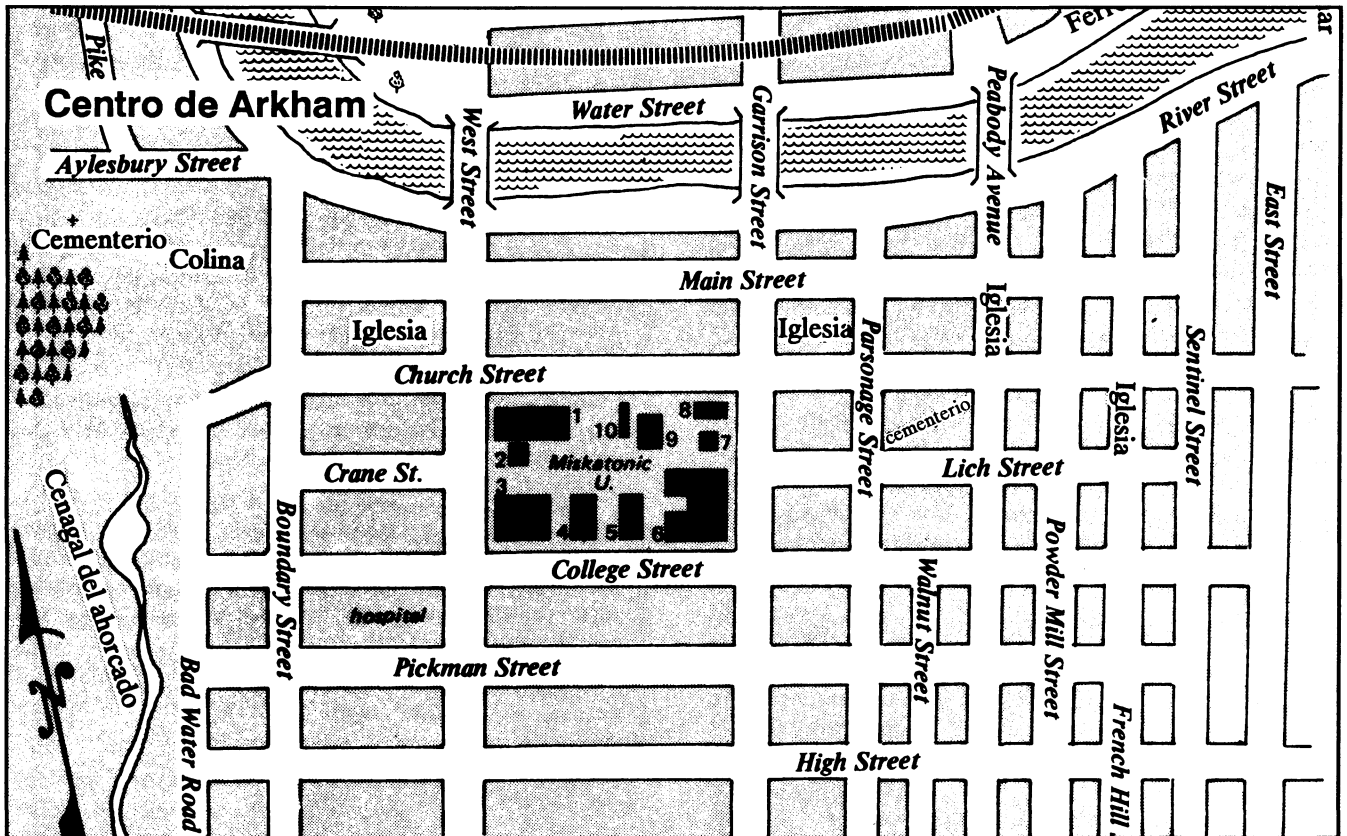 Pike
Centro de Arkham
Aylesbury Street
West Street
Water Street
Garrison Street
Peabody Avenue
River Street
East Street
Cementerio
Colina
Main Street
Iglesia
Iglesia
Iglesia
Church Street
Parsonage Street
Sentinel Street
cementerio
Iglesia
1
2
3
4
5
6
7
8
9
10
Miskatonic
U.
Crane St.
Lich Street
Cenagal del ahorcado
Boundary Street
College Street
hospital
Walnut Street
Powder Mill Street
Pickman Street
Bad Water Road
High Street
French Hill